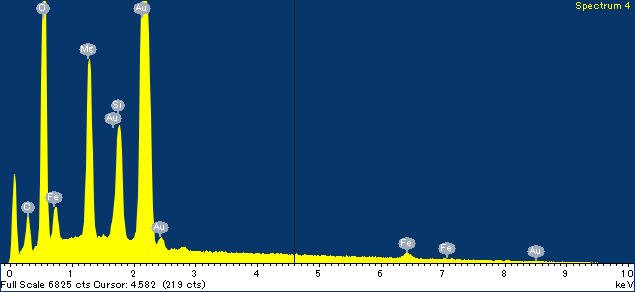 Spectrum 4
O
Au
Mg
Si
Au
Fe
C
Au
Fe
Fe
Au
0 1 2 3 4 5 6 7 8 9 10
Full Scale 6825 cts Cursor: 4.582 (219 cts) keV